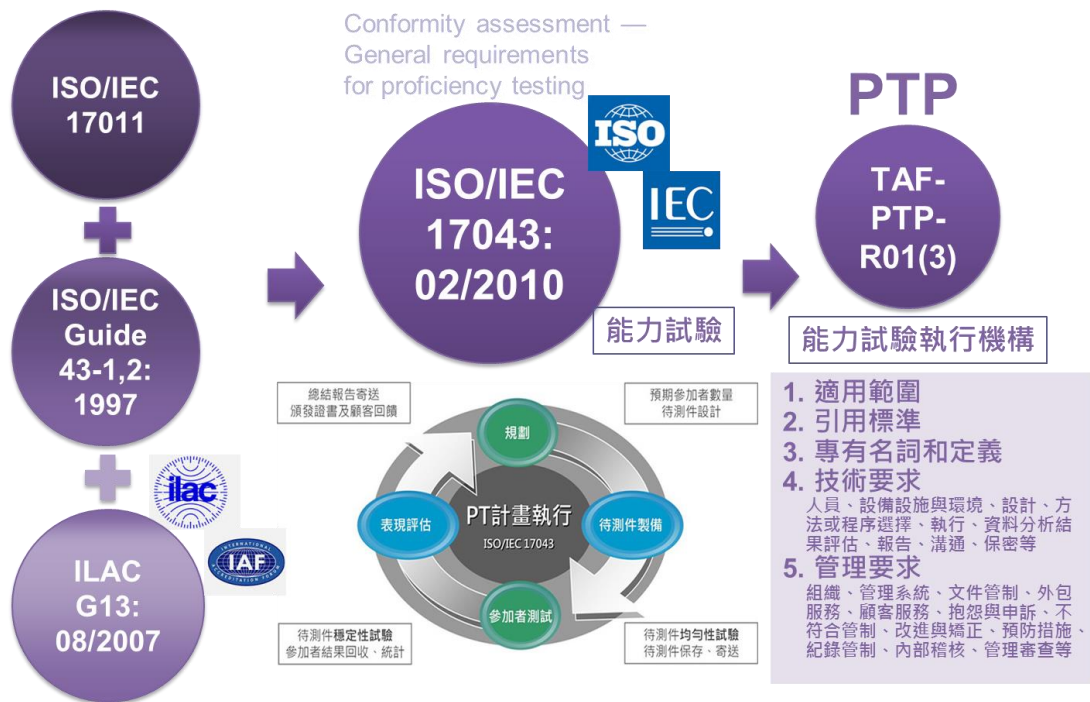 ISO/IEC
17011
ISO/IEC
Guide
43-1,2:
1997
ilac
INTERNATIONAL
IAF
ACCREDITATION FORUM
ILAC
G13:
08/2007
Conformity assessment —
General requirements
for proficiency testing
ISO
IEC
ISO/IEC
17043:
02/2010
能力試驗
PTP
TAF-
PTP-
R01(3)
能力試驗執行機構
總結報告寄送
頒發證書及顧客回饋
預期參加者數量
待測件設計
規劃
表現評估
PT計畫執行
ISO/IEC 17043
待測件製備
參加者測試
待測件穩定性試驗
參加者結果回收、統計
待測件均勻性試驗
待測件保存、寄送
1. 適用範圍
2. 引用標準
3. 專有名詞和定義
4. 技術要求
人員、設備設施與環境、設計、方
法或程序選擇、執行、資料分析結
果評估、報告、溝通、保密等
5. 管理要求
組織、管理系統、文件管制、外包
服務、顧客服務、抱怨與申訴、不
符合管制、改進與矯正、預防措施、
紀錄管制、內部稽核、管理審查等